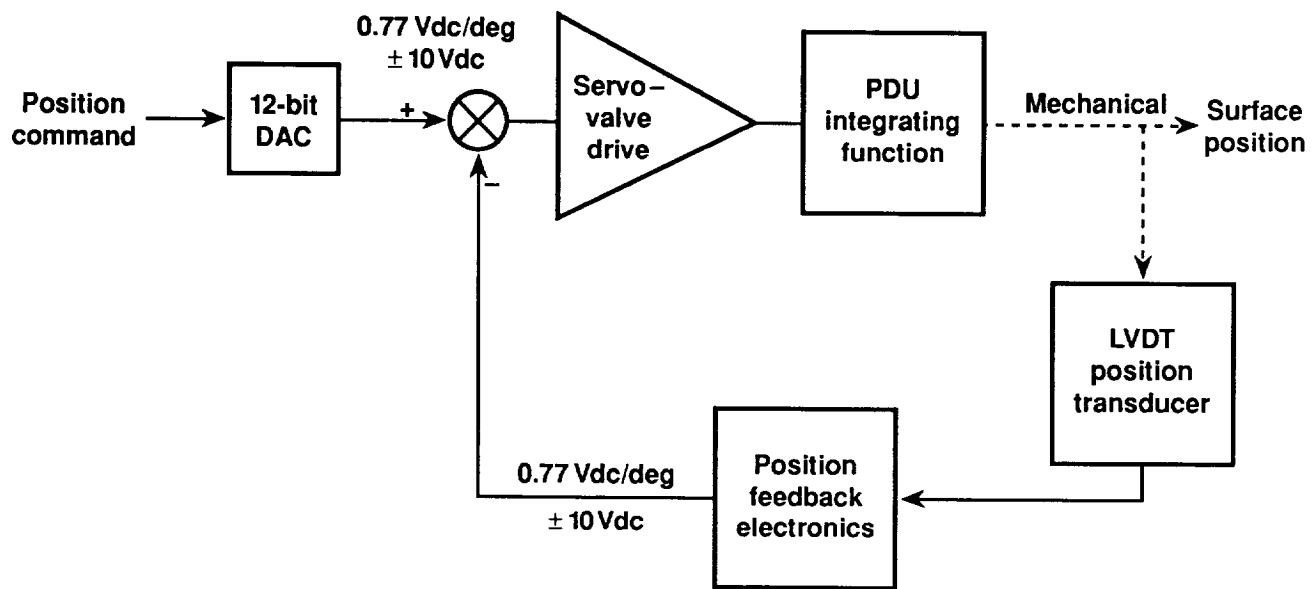 0.77 Vdc/deg
± 10 Vdc
Position
command
12-bit
DAC
+
−
Servo–
valve
drive
PDU
integrating
function
Mechanical
Surface
position
LVDT
position
transducer
Position
feedback
electronics
0.77 Vdc/deg
± 10 Vdc